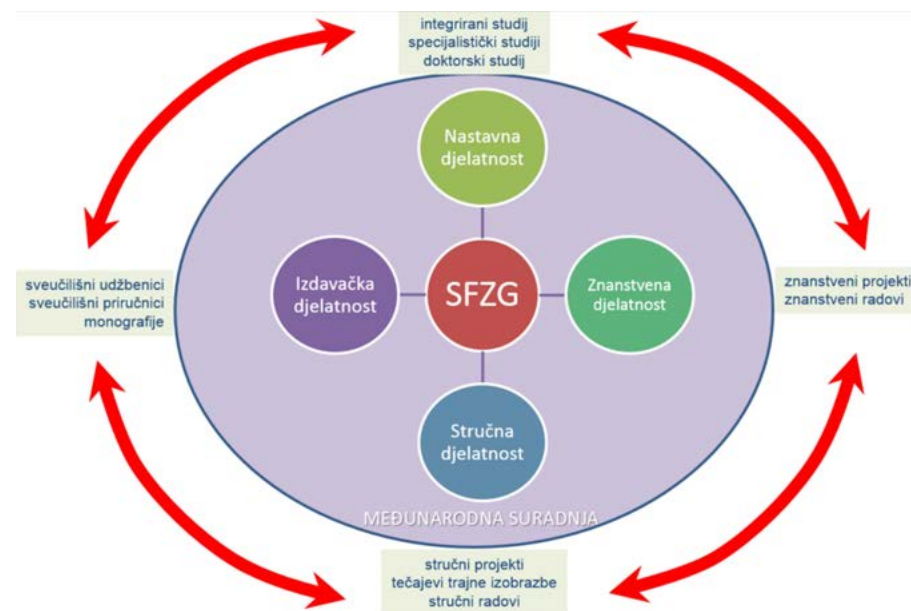 integrirani studij
specijalistički studiji
doktorski studij
Nastavna
djelatnost
sveučilišni udžbenici
sveučilišni priručnici
monografije
Izdavačka
djelatnost
SFZG
Znanstvena
djelatnost
znanstveni projekti
znanstveni radovi
Stručna
djelatnost
MEĐUNARODNA SURADNJA
stručni projekti
tečajevi trajne izobrazbe
stručni radovi